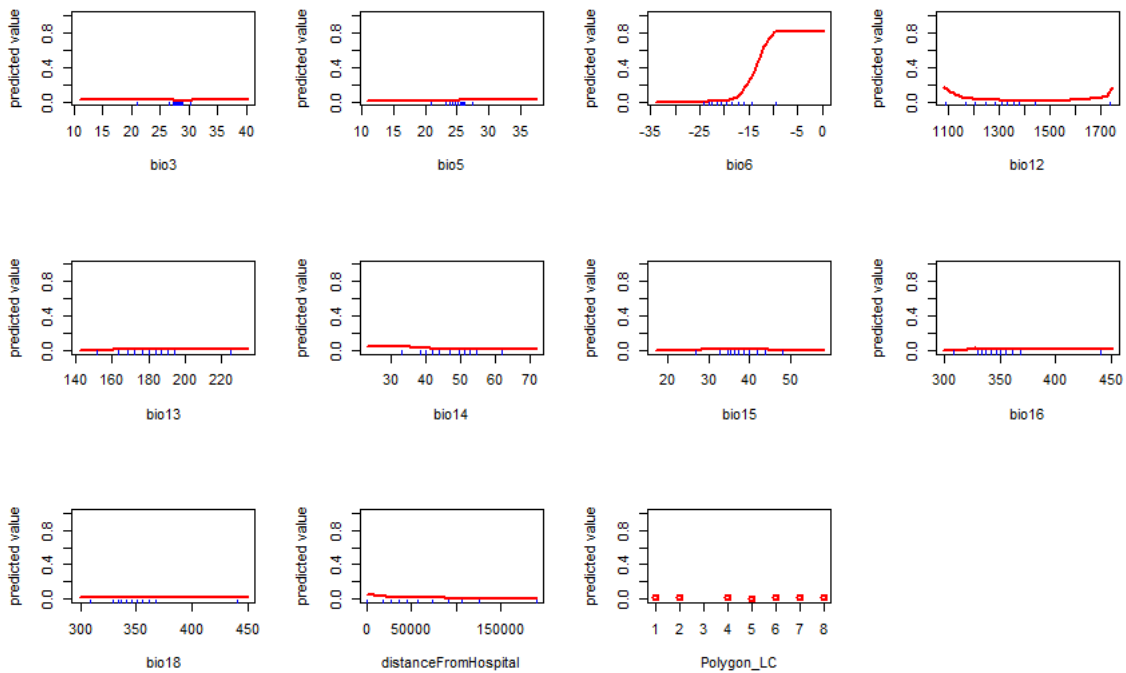 predicted value
0.0 0.4 0.8
10 15 20 25 30 35 40
bio3
predicted value
0.0 0.4 0.8
10 15 20 25 30 35
bio5
predicted value
0.0 0.4 0.8
-35 -25 -15 -5 0
bio6
predicted value
0.0 0.4 0.8
1100 1300 1500 1700
bio12
predicted value
0.0 0.4 0.8
140 160 180 200 220
bio13
predicted value
0.0 0.4 0.8
30 40 50 60 70
bio14
predicted value
0.0 0.4 0.8
20 30 40 50
bio15
predicted value
0.0 0.4 0.8
300 350 400 450
bio16
predicted value
0.0 0.4 0.8
300 350 400 450
bio18
predicted value
0.0 0.4 0.8
0 50000 150000
distanceFromHospital
predicted value
0.0 0.4 0.8
1 2 3 4 5 6 7 8
Polygon_LC